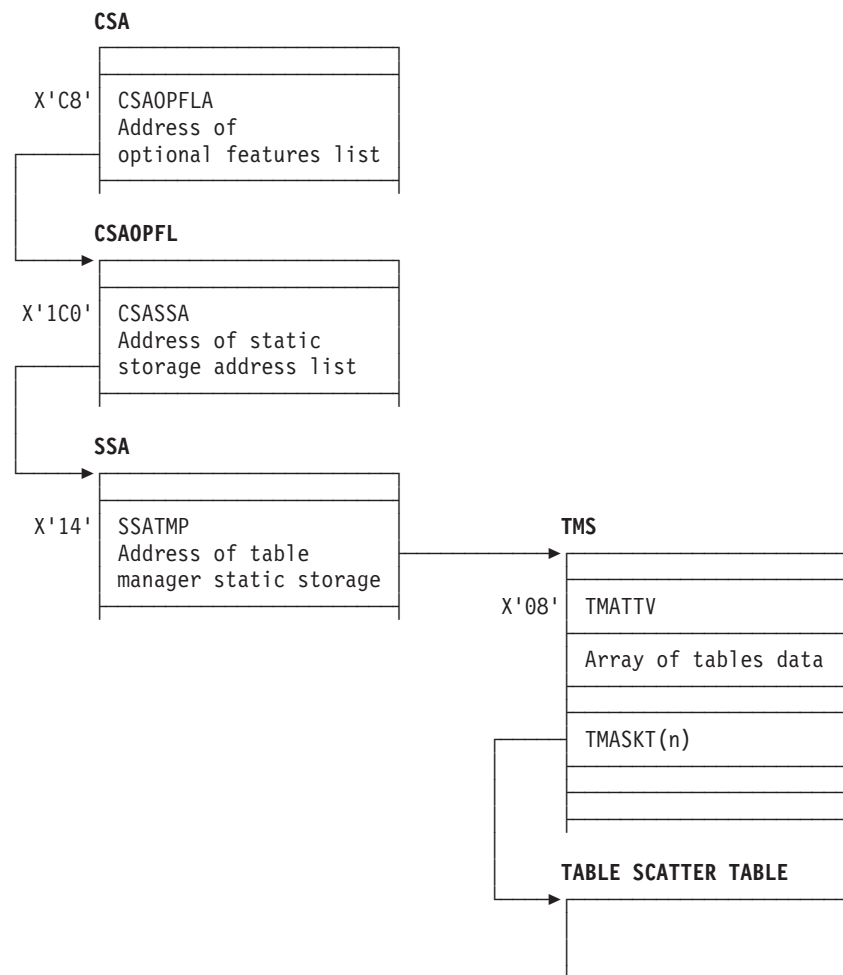 CSA
X'C8' CSAOPFLA
Address of
optional features list
CSAOPFL
X'1C0' CSASSA
Address of static
storage address list
SSA
X'14' SSATMP
Address of table
manager static storage
TMS
X'08' TMATTV
Array of tables data
TMASKT(n)
TABLE SCATTER TABLE